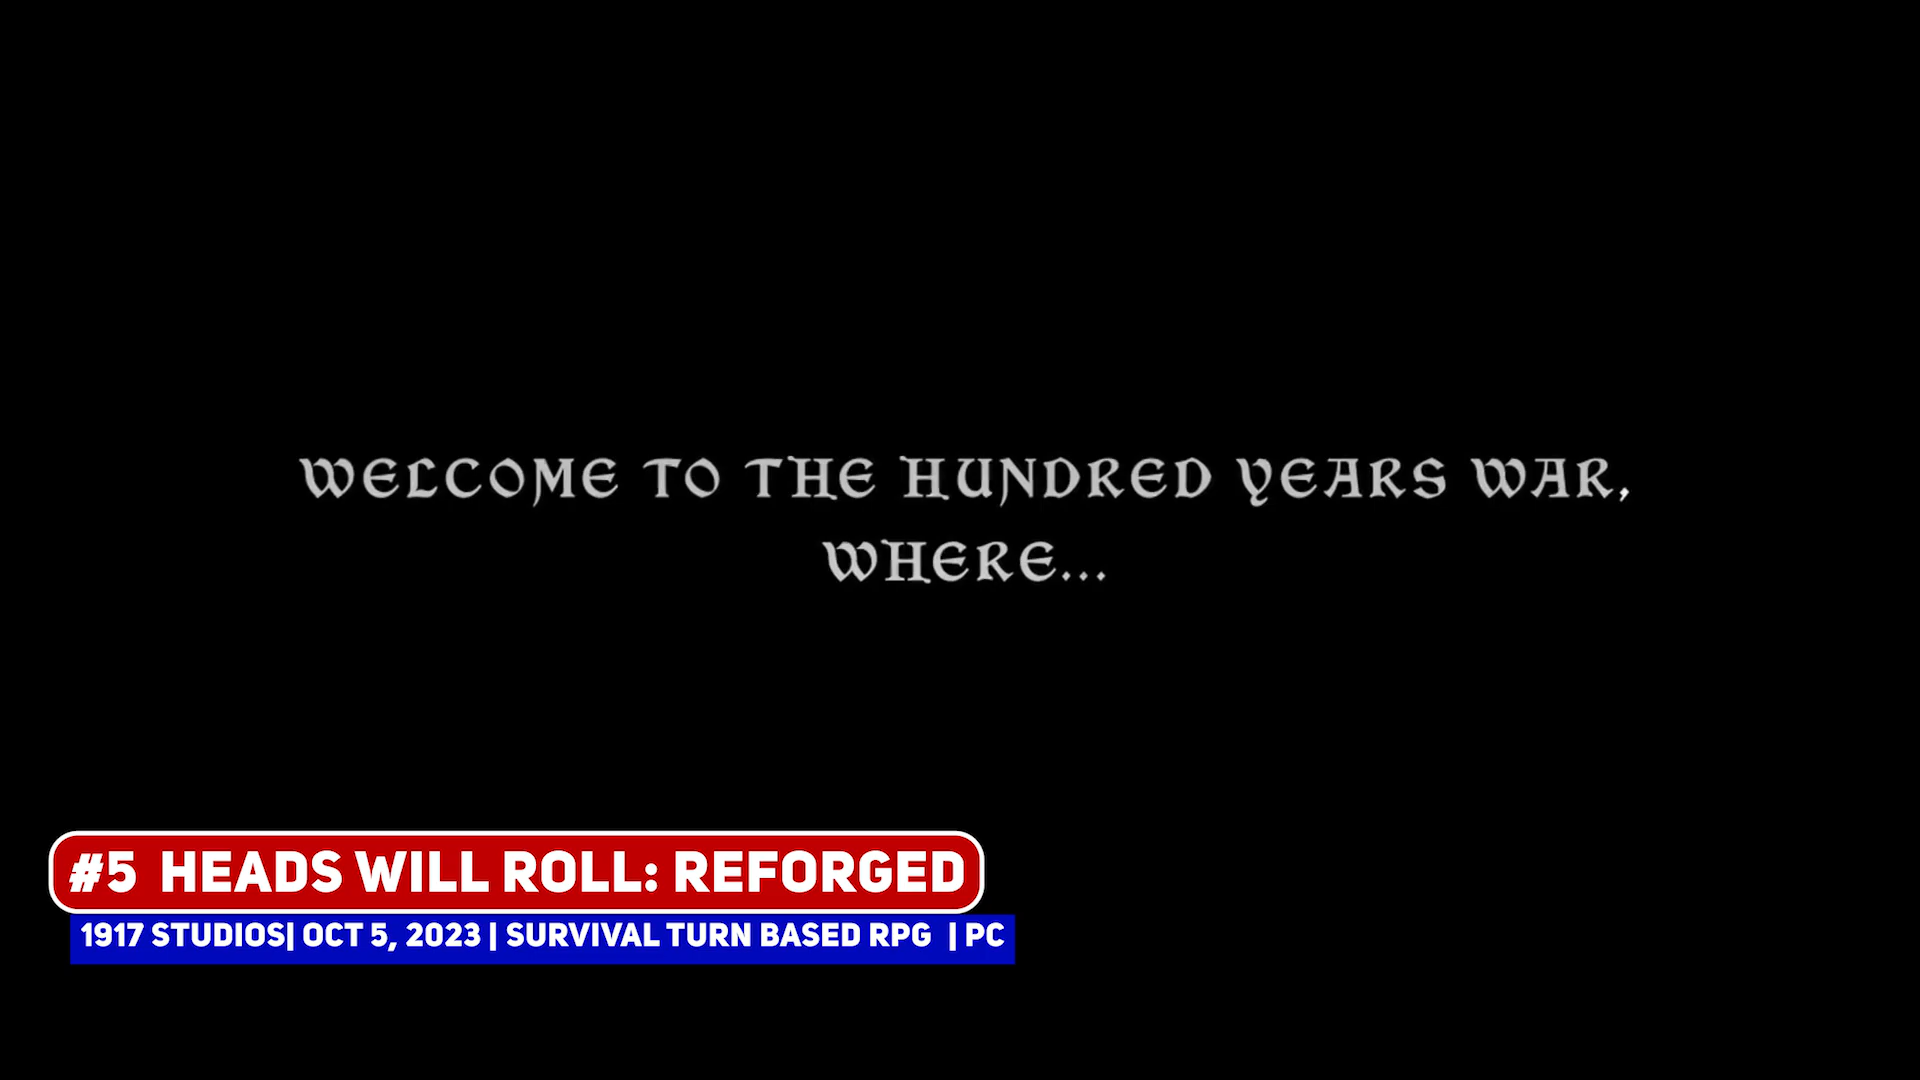 WELCOME TO THE HUNDRED YEARS WAR,
WHERE...
#5 HEADS WILL ROLL: REFORGED
1917 STUDIOS| OCT 5, 2023 | SURVIVAL TURN BASED RPG | PC